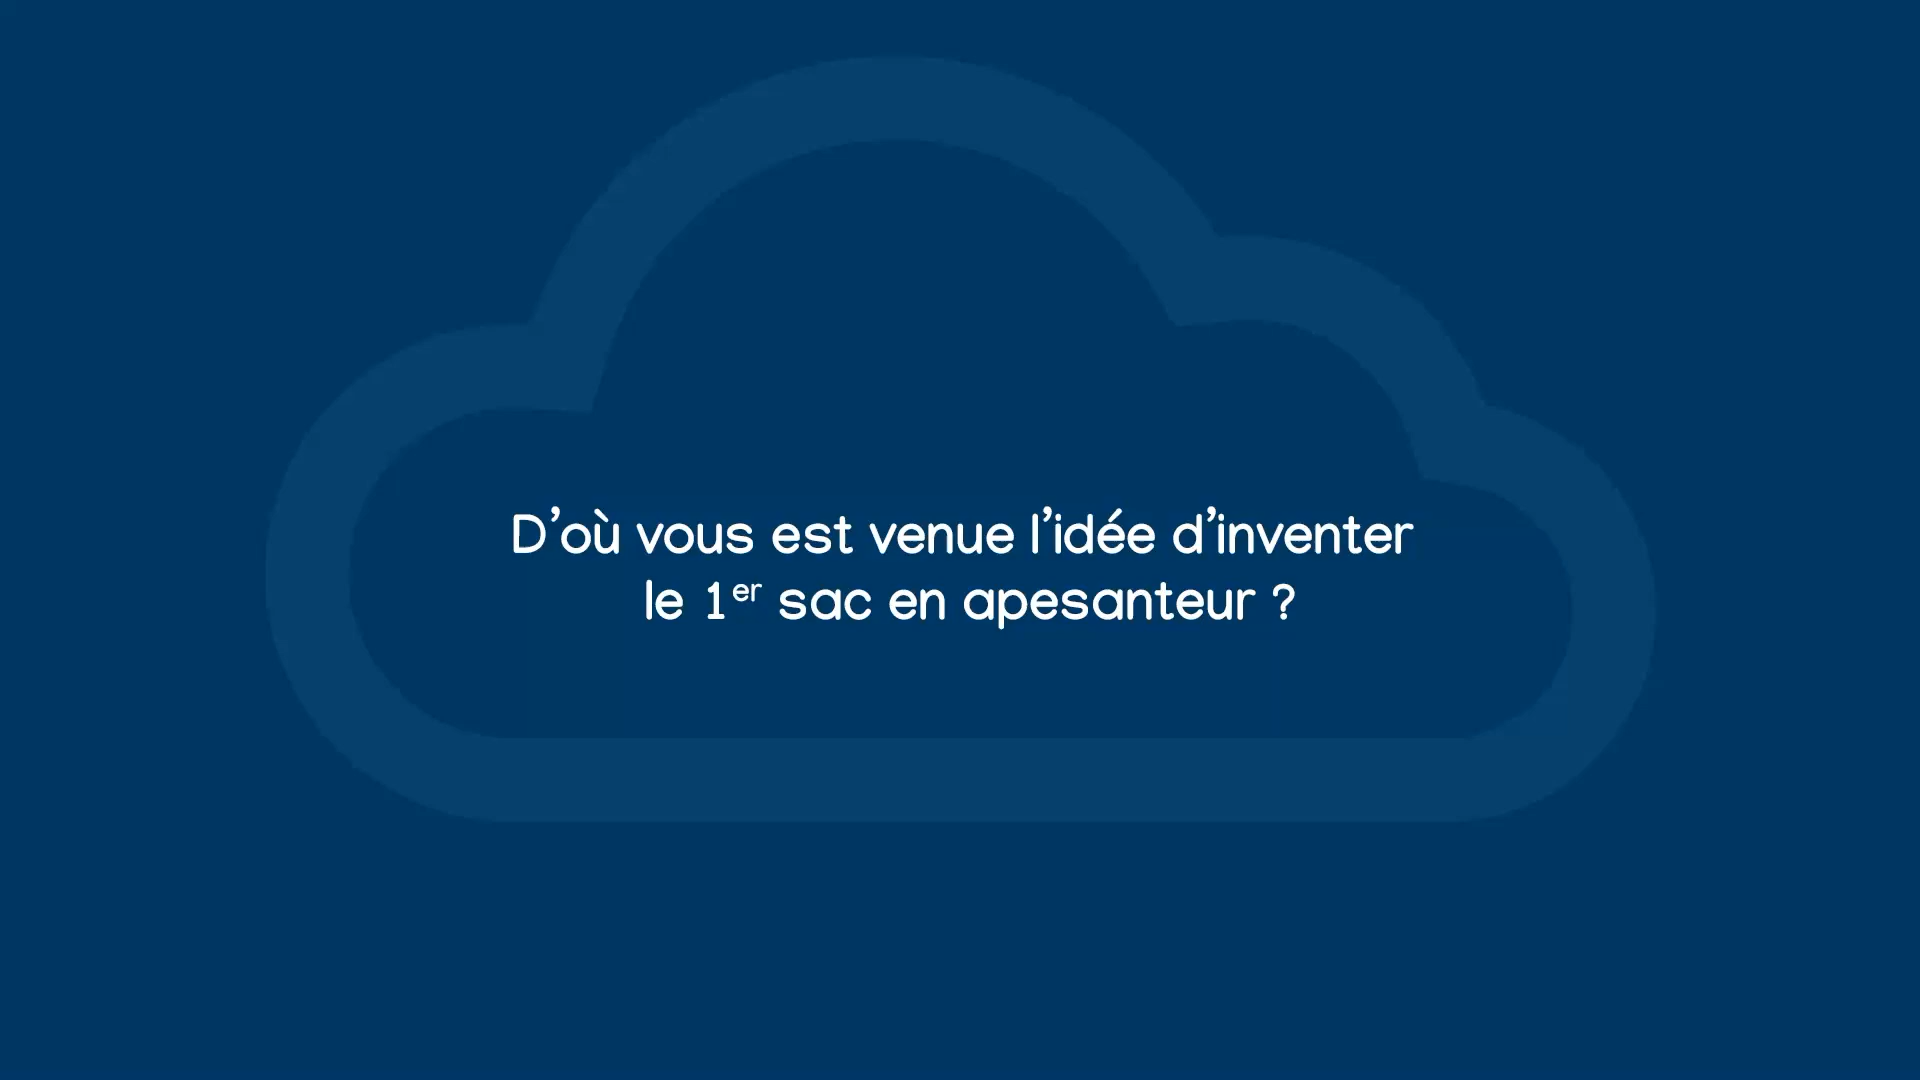 D’où vous est venue l’idée d’inventer
le 1er sac en apesanteur ?